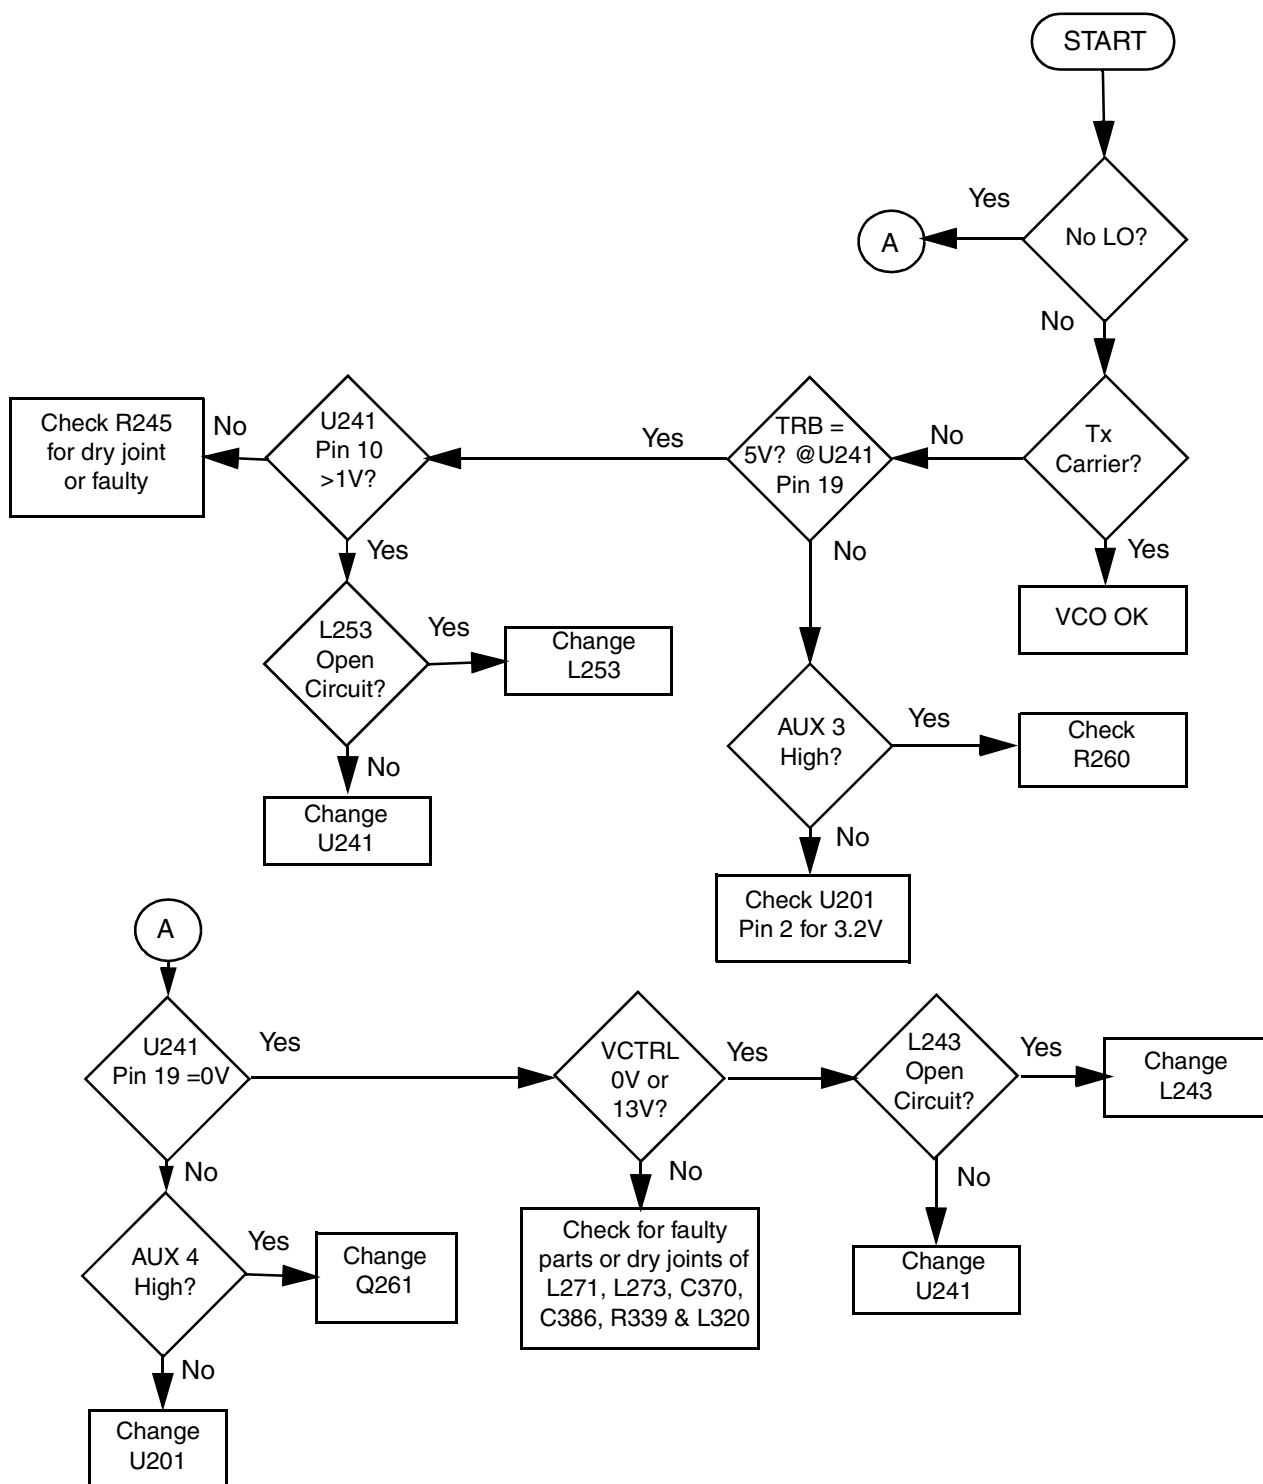 START
Yes
A
No LO?
No
Check R245
for dry joint
or faulty
No
U241
Pin 10
>1V?
Yes
TRB =
5V? @U241
Pin 19
No
Tx
Carrier?
Yes
No
Yes
VCO OK
L253
Open
Circuit?
Yes
Change
L253
AUX 3
High?
Yes
Check
R260
No
Change
U241
No
Check U201
Pin 2 for 3.2V
A
U241
Pin 19 =0V
Yes
VCTRL
0V or
13V?
Yes
L243
Open
Circuit?
Yes
Change
L243
No
No
No
AUX 4
High?
Yes
Change
Q261
Check for faulty
parts or dry joints of
L271, L273, C370,
C386, R339 & L320
Change
U241
No
Change
U201